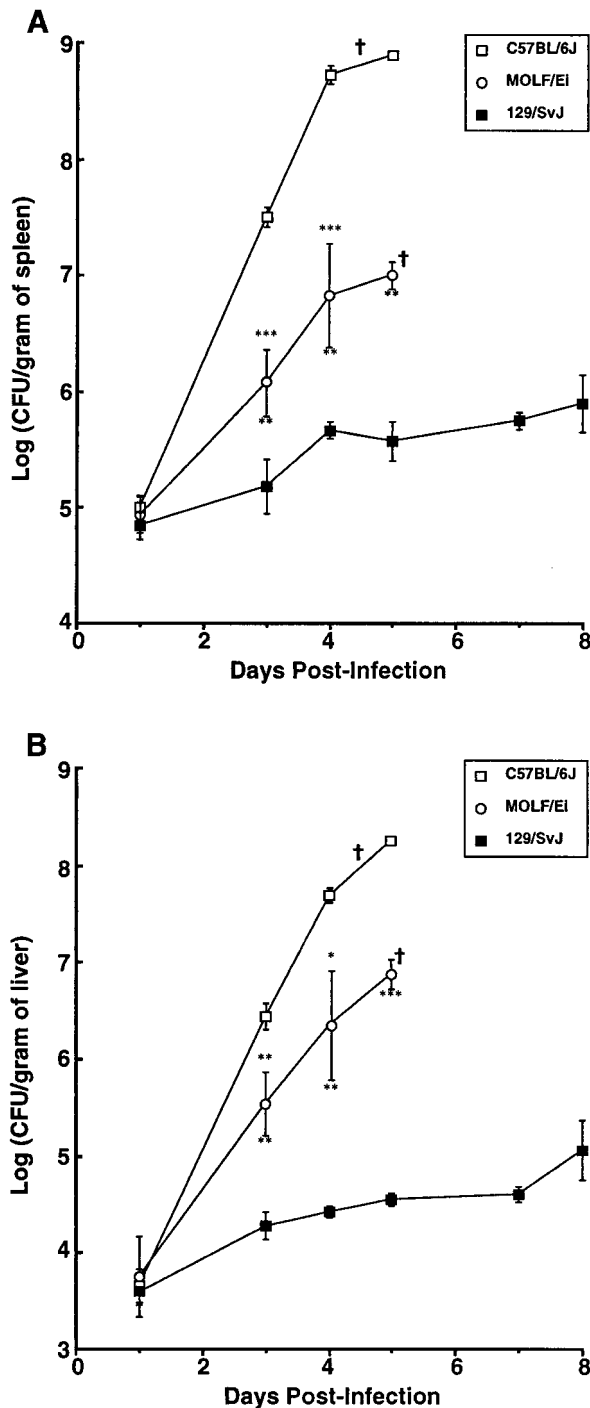 A
9
8
7
6
5
4
Log (CFU/gram of spleen)
C57BL/6J
MOLF/Ei
129/SvJ
†
***
***
†
**
**
**
0 2 4 6 8
Days Post-Infection
B
9
8
7
6
5
4
3
Log (CFU/gram of liver)
C57BL/6J
MOLF/Ei
129/SvJ
†
*
†
***
**
**
**
*
0 2 4 6 8
Days Post-Infection